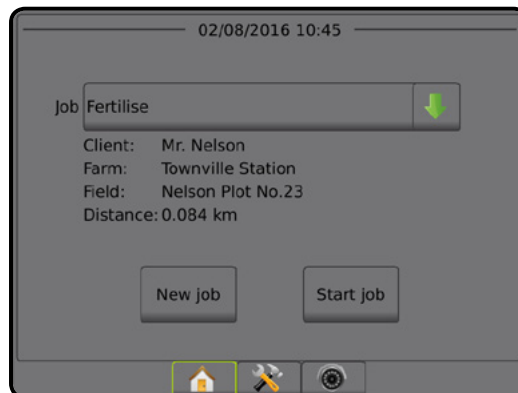 02/08/2016 10:45
Job Fertilise
Client: Mr. Nelson
Farm: Townville Station
Field: Nelson Plot No.23
Distance: 0.084 km
New job Start job